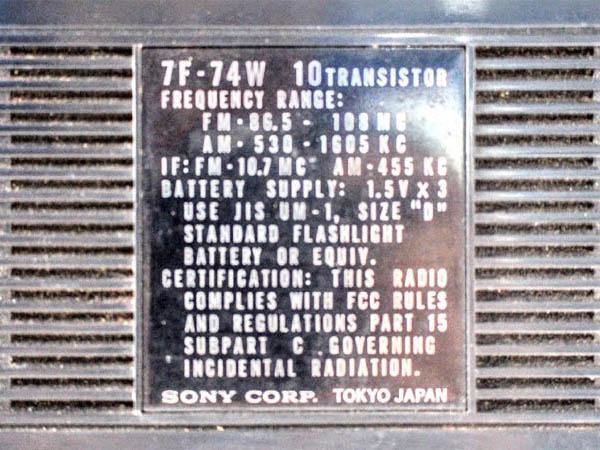 7F-74W 10 TRANSISTOR
FREQUENCY RANGE:
FM·86.5 - 108 MC
AM·530·1605 KC
IF: FM·10.7 MC AM·455 KC
BATTERY SUPPLY: 1.5V x 3
USE JIS UM-1, SIZE "D"
STANDARD FLASHLIGHT
BATTERY OR EQUIV.
CERTIFICATION: THIS RADIO
COMPLIES WITH FCC RULES
AND REGULATIONS PART 15
SUBPART C GOVERNING
INCIDENTAL RADIATION.
SONY CORP. TOKYO JAPAN